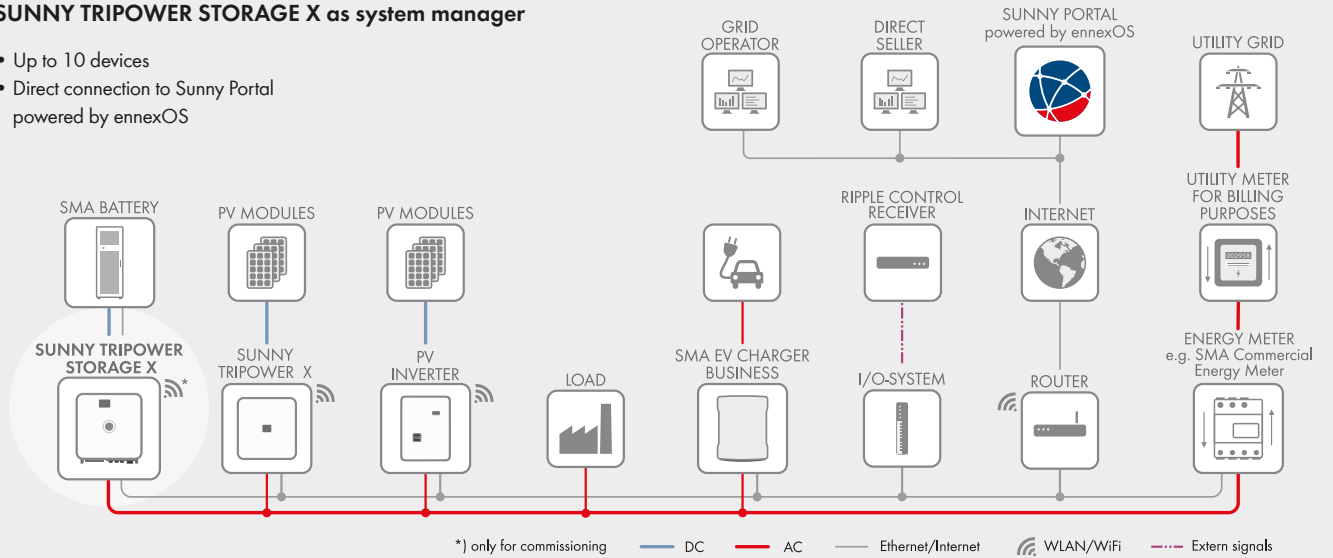 SUNNY TRIPOWER STORAGE X as system manager
• Up to 10 devices
• Direct connection to Sunny Portal
powered by ennexOS
GRID
OPERATOR
DIRECT
SELLER
SUNNY PORTAL
powered by ennexOS
UTILITY GRID
SMA BATTERY
PV MODULES
PV MODULES
RIPPLE CONTROL
RECEIVER
INTERNET
UTILITY METER
FOR BILLING
PURPOSES
SUNNY TRIPOWER
STORAGE X
*
SUNNY
TRIPOWER X
PV
INVERTER
LOAD
SMA EV CHARGER
BUSINESS
I/O-SYSTEM
ROUTER
ENERGY METER
e.g. SMA Commercial
Energy Meter
*) only for commissioning
DC
AC
Ethernet/Internet
WLAN/WiFi
Extern signals